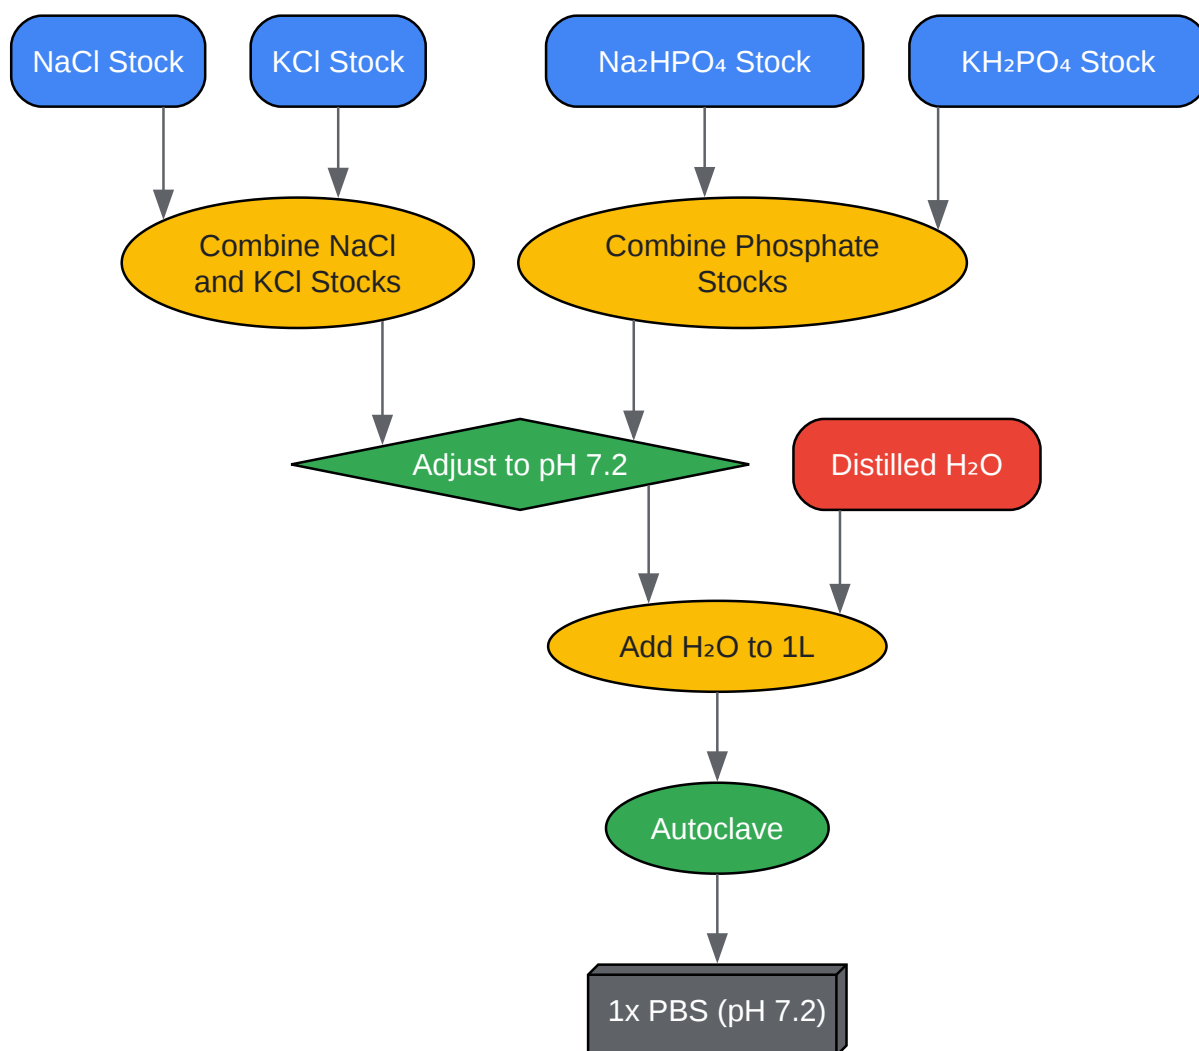 NaCl Stock
KCl Stock
Na₂HPO₄ Stock
KH₂PO₄ Stock
Combine NaCl
and KCl Stocks
Combine Phosphate
Stocks
Adjust to pH 7.2
Distilled H₂O
Add H₂O to 1L
Autoclave
1x PBS (pH 7.2)